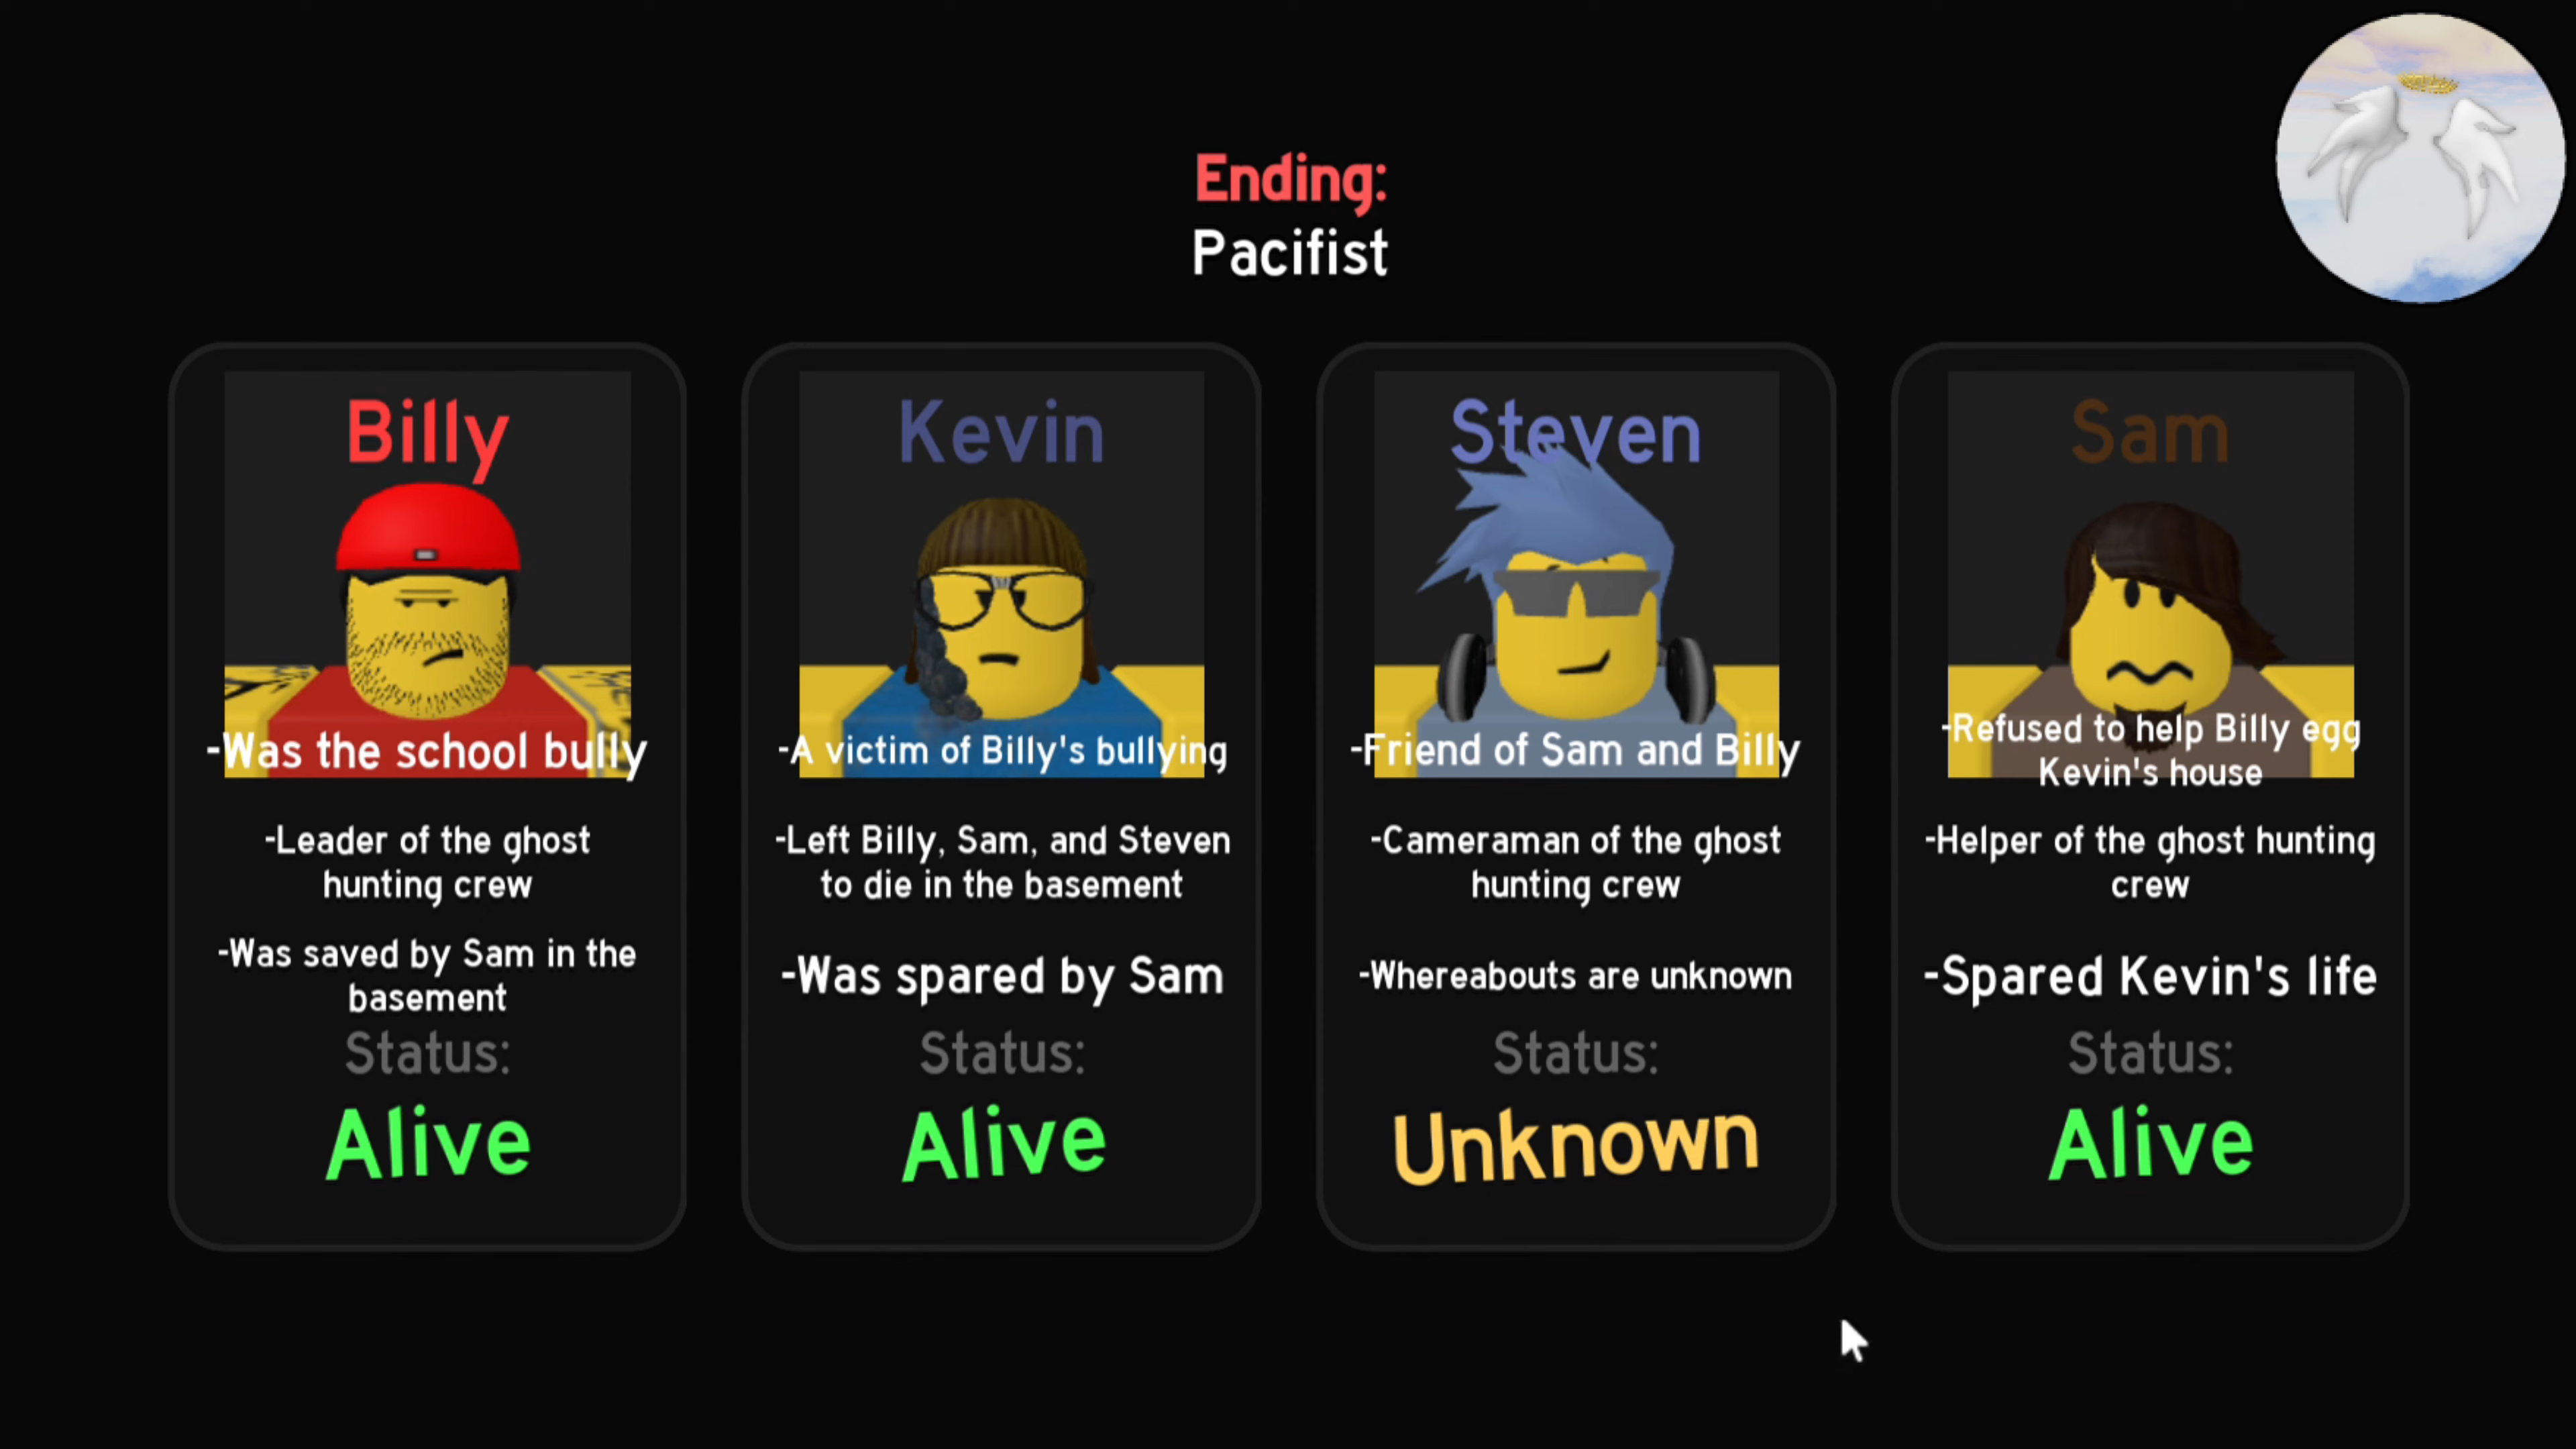 Ending:
Pacifist
Billy
-Was the school bully
-Leader of the ghost
hunting crew
-Was saved by Sam in the
basement
Status:
Alive
Kevin
-A victim of Billy's bullying
-Left Billy, Sam, and Steven
to die in the basement
-Was spared by Sam
Status:
Alive
Steven
-Friend of Sam and Billy
-Cameraman of the ghost
hunting crew
-Whereabouts are unknown
Status:
Unknown
Sam
-Refused to help Billy egg
Kevin's house
-Helper of the ghost hunting
crew
-Spared Kevin's life
Status:
Alive